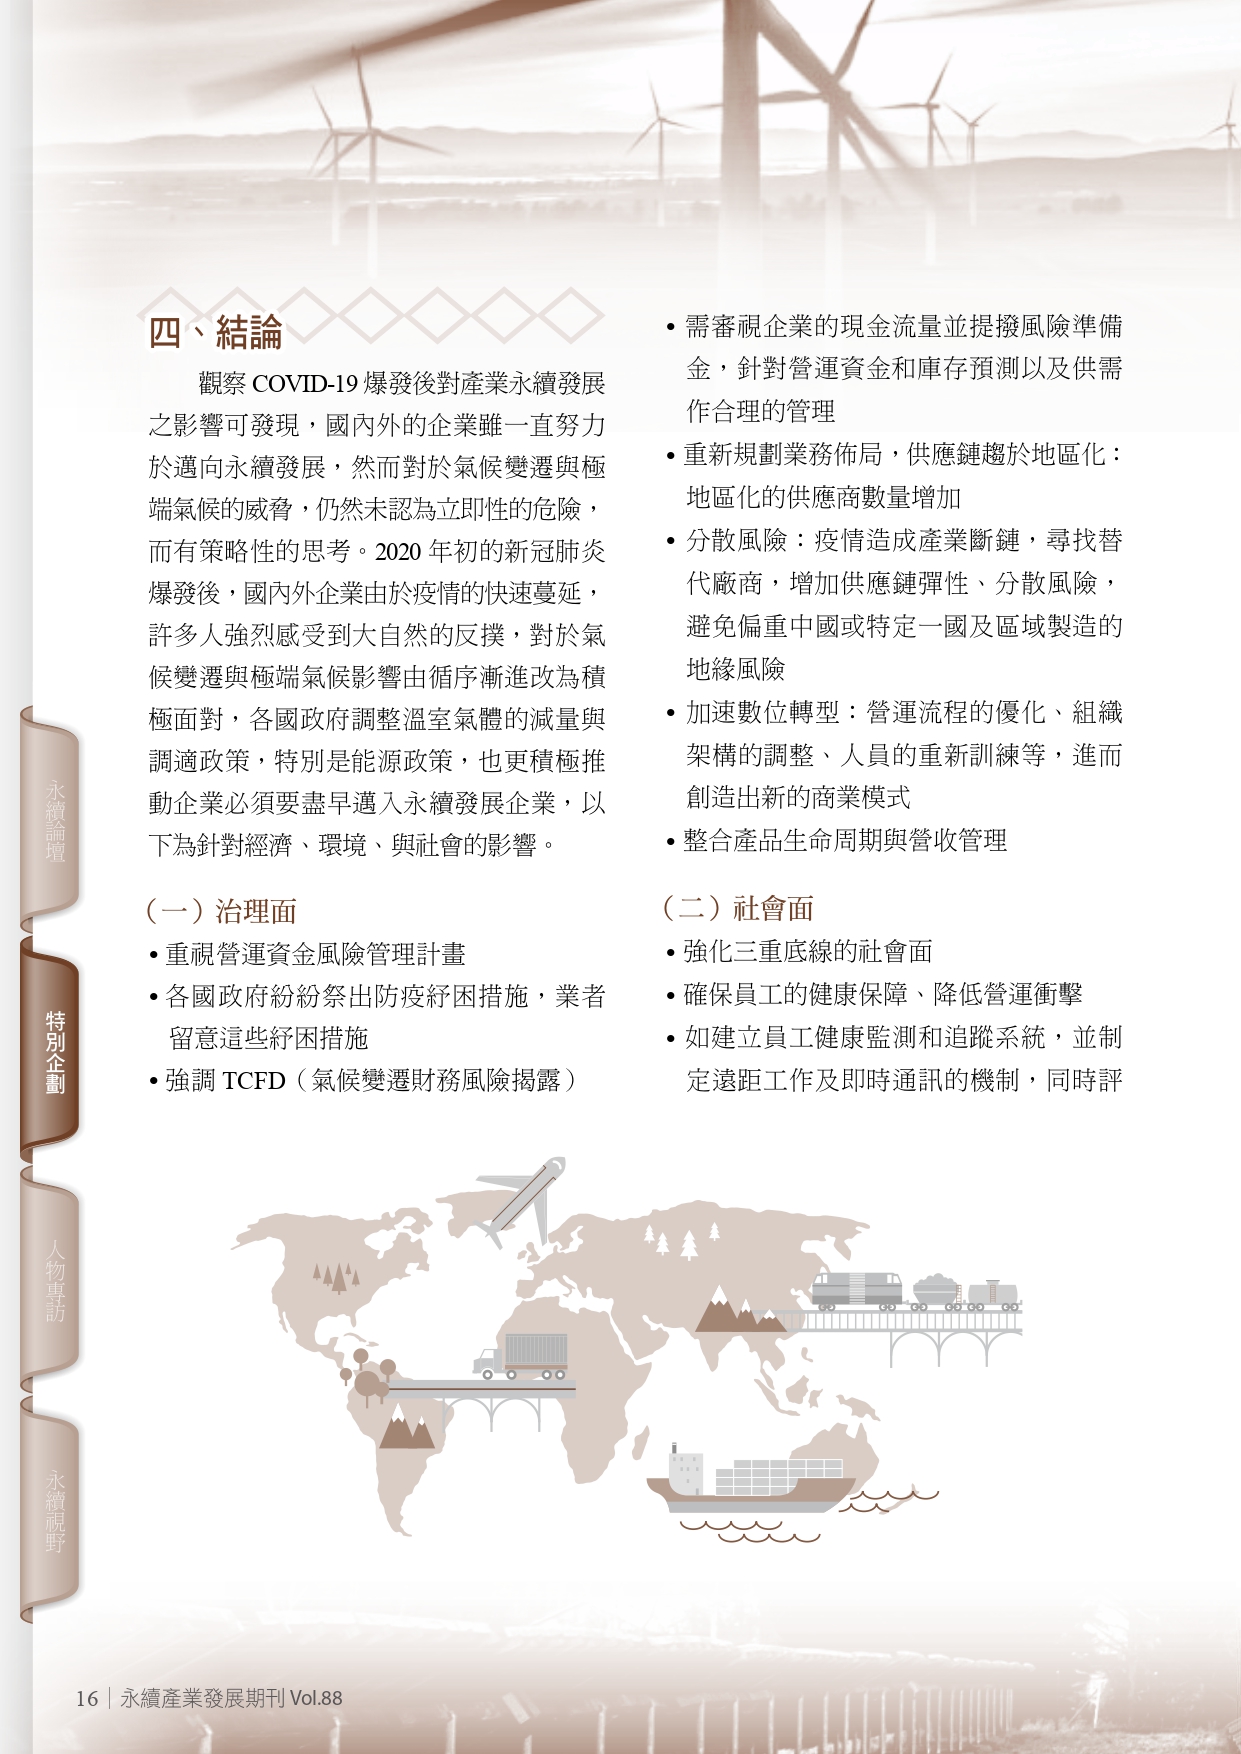 四、結論
觀察 COVID-19 爆發後對產業永續發展
之影響可發現，國內外的企業雖一直努力
於邁向永續發展，然而對於氣候變遷與極
端氣候的威脅，仍然未認為立即性的危險，
而有策略性的思考。2020 年初的新冠肺炎
爆發後，國內外企業由於疫情的快速蔓延，
許多人強烈感受到大自然的反撲，對於氣
候變遷與極端氣候影響由循序漸進改為積
極面對，各國政府調整溫室氣體的減量與
調適政策，特別是能源政策，也更積極推
動企業必須要盡早邁入永續發展企業，以
下為針對經濟、環境、與社會的影響。
（一）治理面
• 重視營運資金風險管理計畫
• 各國政府紛紛祭出防疫紓困措施，業者
留意這些紓困措施
• 強調 TCFD（氣候變遷財務風險揭露）
• 需審視企業的現金流量並提撥風險準備
金，針對營運資金和庫存預測以及供需
作合理的管理
• 重新規劃業務佈局，供應鏈趨於地區化：
地區化的供應商數量增加
• 分散風險：疫情造成產業斷鏈，尋找替
代廠商，增加供應鏈彈性、分散風險，
避免偏重中國或特定一國及區域製造的
地緣風險
• 加速數位轉型：營運流程的優化、組織
架構的調整、人員的重新訓練等，進而
創造出新的商業模式
• 整合產品生命周期與營收管理
（二）社會面
• 強化三重底線的社會面
• 確保員工的健康保障、降低營運衝擊
• 如建立員工健康監測和追蹤系統，並制
定遠距工作及即時通訊的機制，同時評
永續論壇
特別企劃
人物專訪
永續視野
16｜永續產業發展期刊 Vol.88